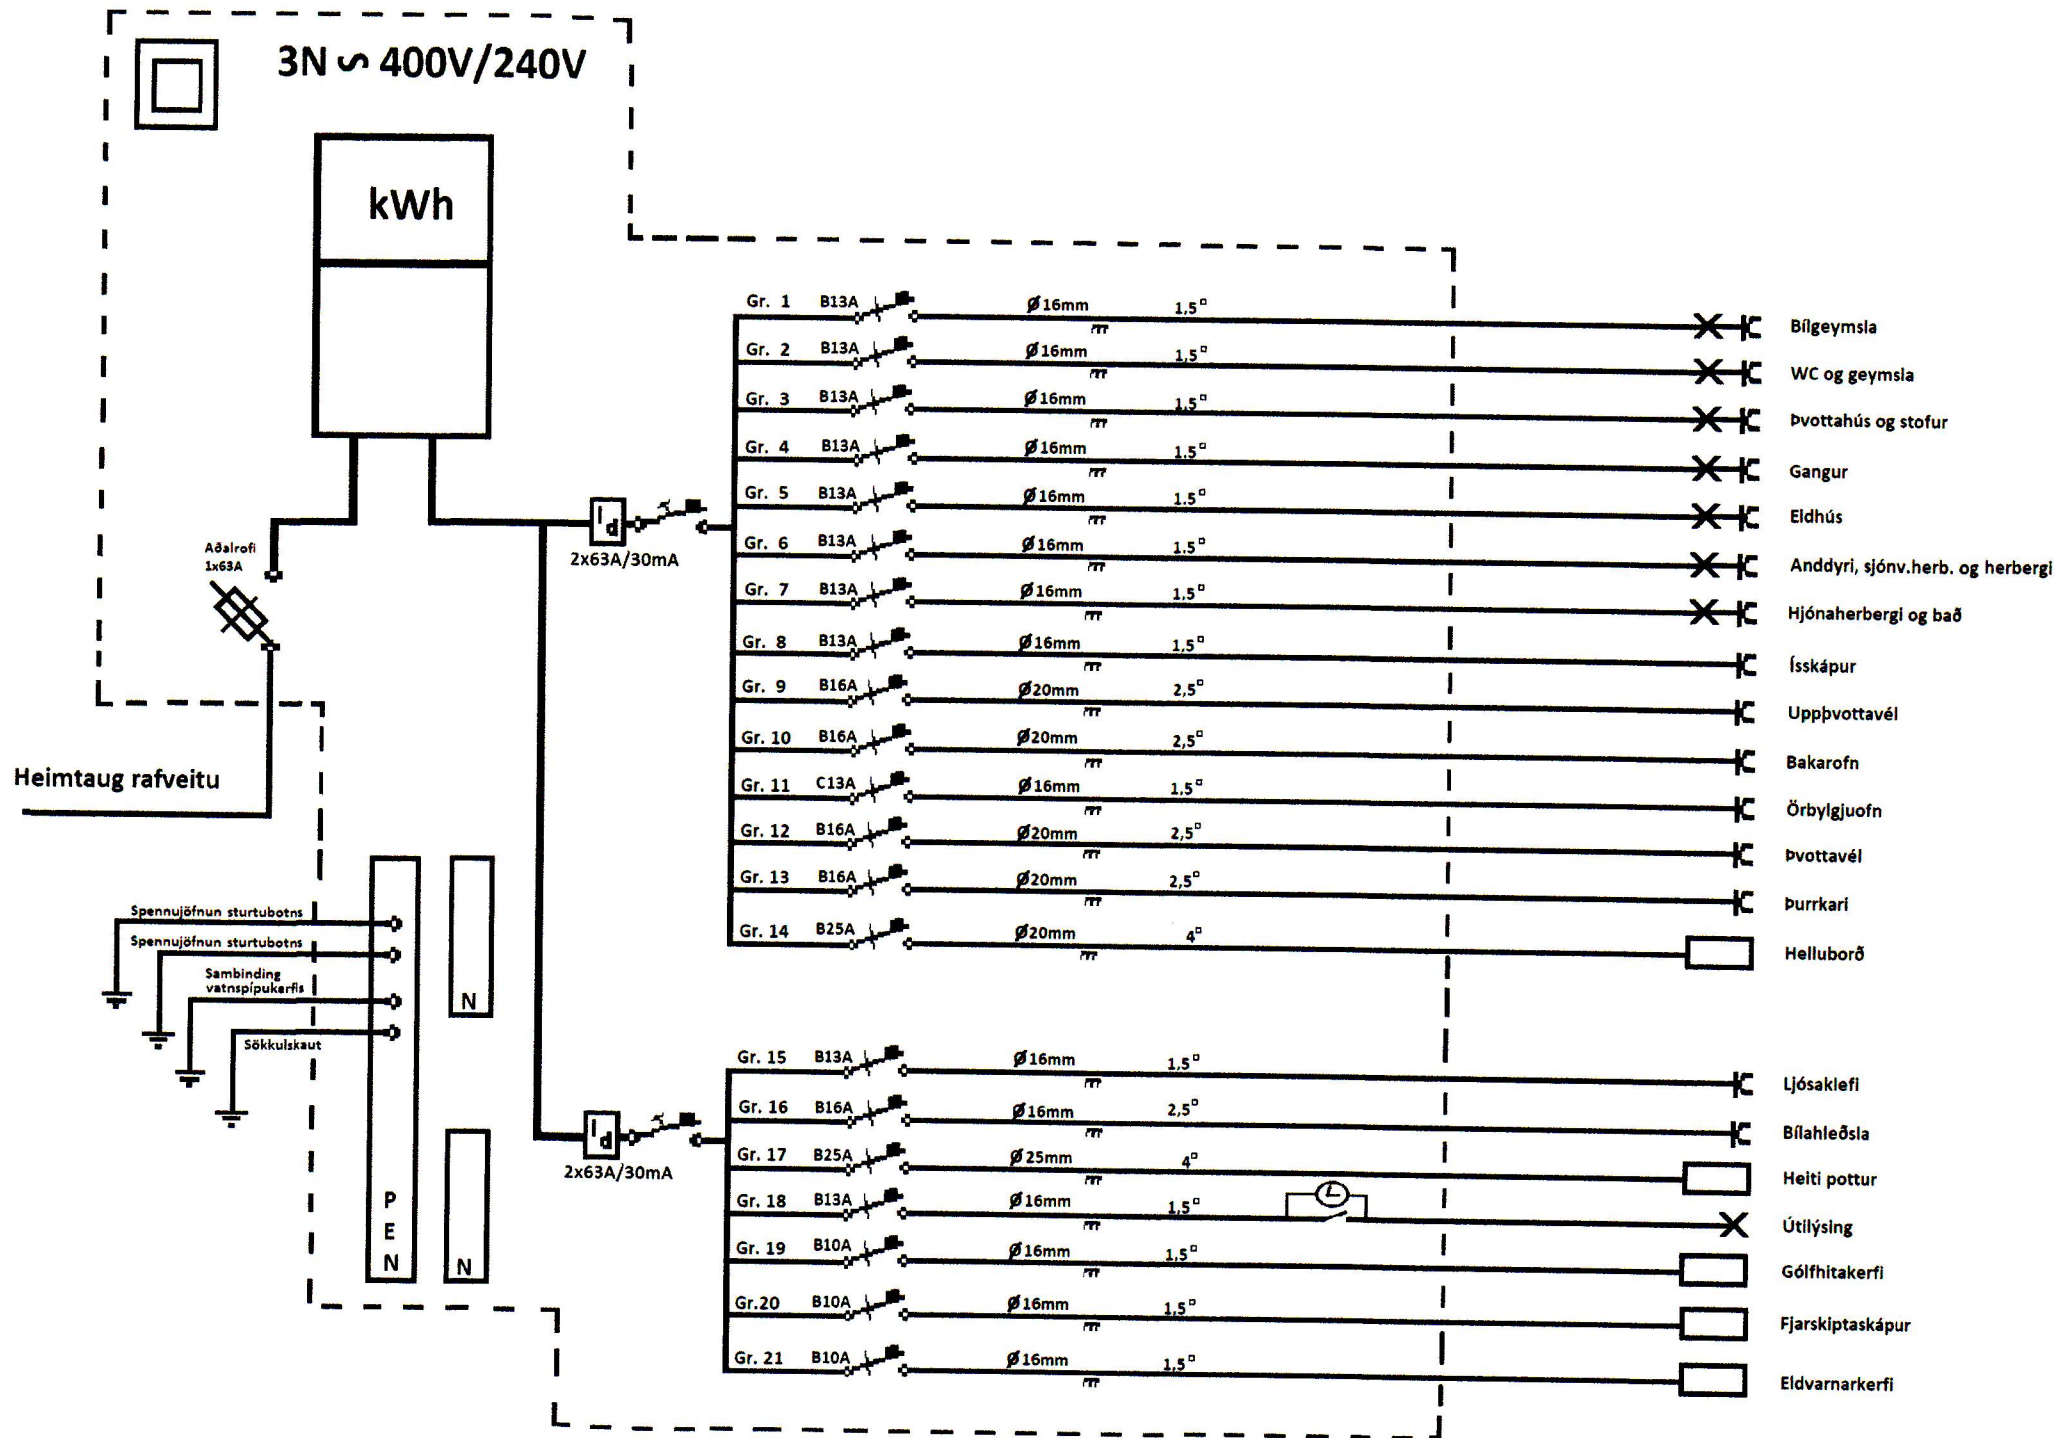 3N ∽ 400V/240V
kWh
Aðalrofi
1x63A
Heimtaug rafveitu
Id
2x63A/30mA
Gr. 1 B13A Ø16mm 1,5▫ Bílgeymsla
Gr. 2 B13A Ø16mm 1,5▫ WC og geymsla
Gr. 3 B13A Ø16mm 1,5▫ Þvottahús og stofur
Gr. 4 B13A Ø16mm 1,5▫ Gangur
Gr. 5 B13A Ø16mm 1,5▫ Eldhús
Gr. 6 B13A Ø16mm 1,5▫ Anddyri, sjónv.herb. og herbergi
Gr. 7 B13A Ø16mm 1,5▫ Hjónaherbergi og bað
Gr. 8 B13A Ø16mm 1,5▫ Ísskápur
Gr. 9 B16A Ø20mm 2,5▫ Uppþvottavél
Gr. 10 B16A Ø20mm 2,5▫ Bakarofn
Gr. 11 C13A Ø16mm 1,5▫ Örbylgjuofn
Gr. 12 B16A Ø20mm 2,5▫ Þvottavél
Gr. 13 B16A Ø20mm 2,5▫ Þurrkari
Gr. 14 B25A Ø20mm 4▫ Helluborð
Spennujöfnun sturtubotns
Spennujöfnun sturtubotns
Sambinding
vatnspípukerfis
Sökkulskaut
N
PEN
N
Id
2x63A/30mA
Gr. 15 B13A Ø16mm 1,5▫ Ljósaklefi
Gr. 16 B16A Ø16mm 2,5▫ Bílahleðsla
Gr. 17 B25A Ø25mm 4▫ Heiti pottur
Gr. 18 B13A Ø16mm 1,5▫ Útilýsing
Gr. 19 B10A Ø16mm 1,5▫ Gólfhitakerfi
Gr.20 B10A Ø16mm 1,5▫ Fjarskiptaskápur
Gr. 21 B10A Ø16mm 1,5▫ Eldvarnarkerfi